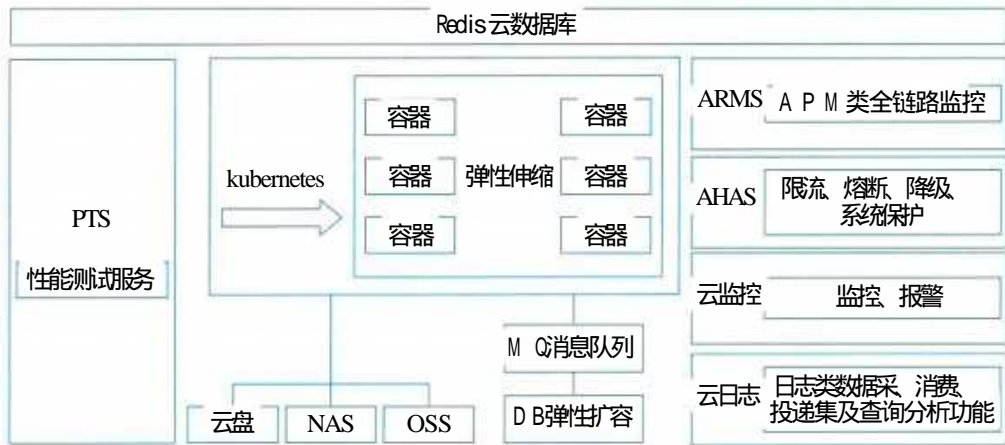 Redis云数据库
PTS
性能测试服务
kubernetes
容器
容器
容器
弹性伸缩
容器
容器
容器
云盘
NAS
OSS
MQ消息队列
DB弹性扩容
ARMS
APM类全链路监控
AHAS
限流、熔断、降级、
系统保护
云监控
监控、报警
云日志
日志类数据采、消费、
投递集及查询分析功能